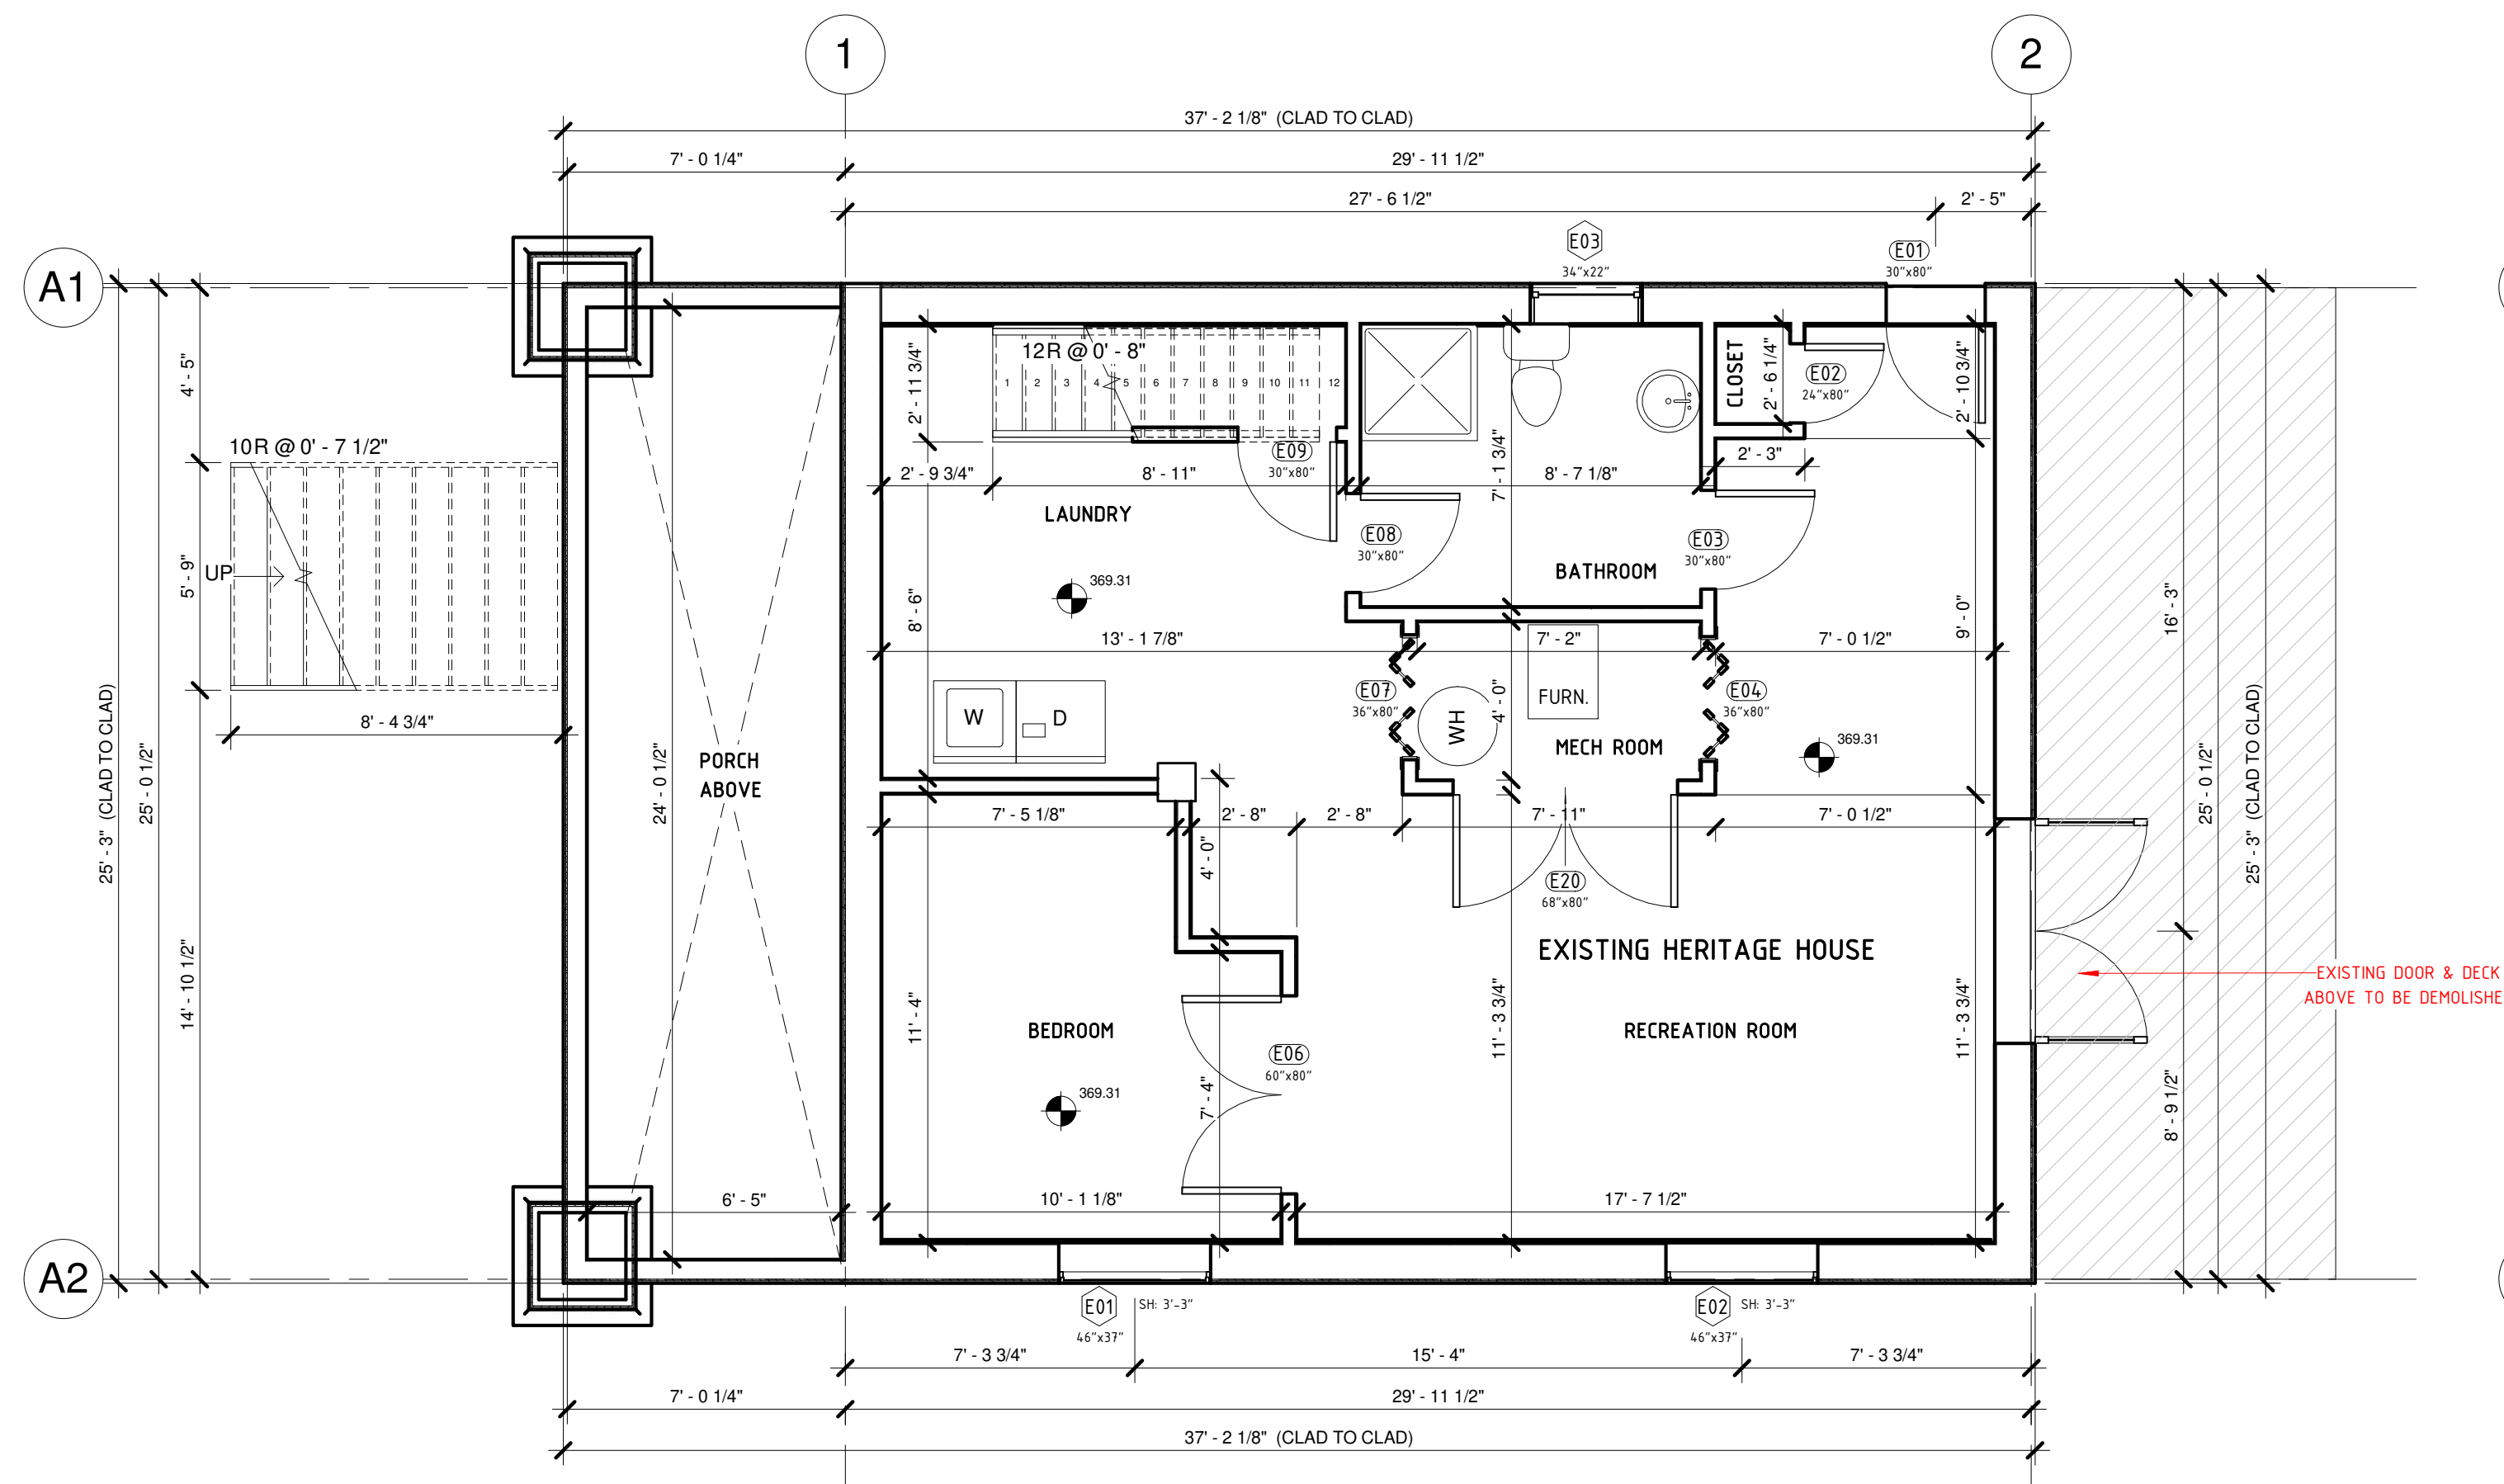 1
2
37' - 2 1/8" (CLAD TO CLAD)
7' - 0 1/4"
29' - 11 1/2"
27' - 6 1/2"
2' - 5"
E03
34"x22"
E01
30"x80"
A1
4' - 5"
12R @ 0' - 8"
1 2 3 4 5 6 7 8 9 10 11 12
2' - 11 3/4"
CLOSET
2' - 6 1/4"
E02
24"x80"
2' - 10 3/4"
10R @ 0' - 7 1/2"
E09
30"x80"
2' - 9 3/4"
8' - 11"
7' - 1 3/4"
8' - 7 1/8"
2' - 3"
LAUNDRY
E08
30"x80"
E03
30"x80"
BATHROOM
UP
5' - 9"
369.31
8' - 6"
9' - 0"
16' - 3"
13' - 1 7/8"
7' - 2"
7' - 0 1/2"
E07
36"x80"
FURN.
E04
36"x80"
8' - 4 3/4"
W
D
WH
4' - 0"
MECH ROOM
369.31
25' - 3" (CLAD TO CLAD)
25' - 0 1/2"
24' - 0 1/2"
PORCH
ABOVE
25' - 0 1/2"
25' - 3" (CLAD TO CLAD)
7' - 5 1/8"
2' - 8"
2' - 8"
7' - 11"
7' - 0 1/2"
4' - 0"
E20
68"x80"
EXISTING HERITAGE HOUSE
EXISTING DOOR & DECK
ABOVE TO BE DEMOLISHE
14' - 10 1/2"
11' - 4"
BEDROOM
11' - 3 3/4"
RECREATION ROOM
11' - 3 3/4"
E06
60"x80"
369.31
7' - 4"
8' - 9 1/2"
6' - 5"
10' - 1 1/8"
17' - 7 1/2"
A2
E01
SH: 3'-3"
46"x37"
E02
SH: 3'-3"
46"x37"
7' - 3 3/4"
15' - 4"
7' - 3 3/4"
7' - 0 1/4"
29' - 11 1/2"
37' - 2 1/8" (CLAD TO CLAD)